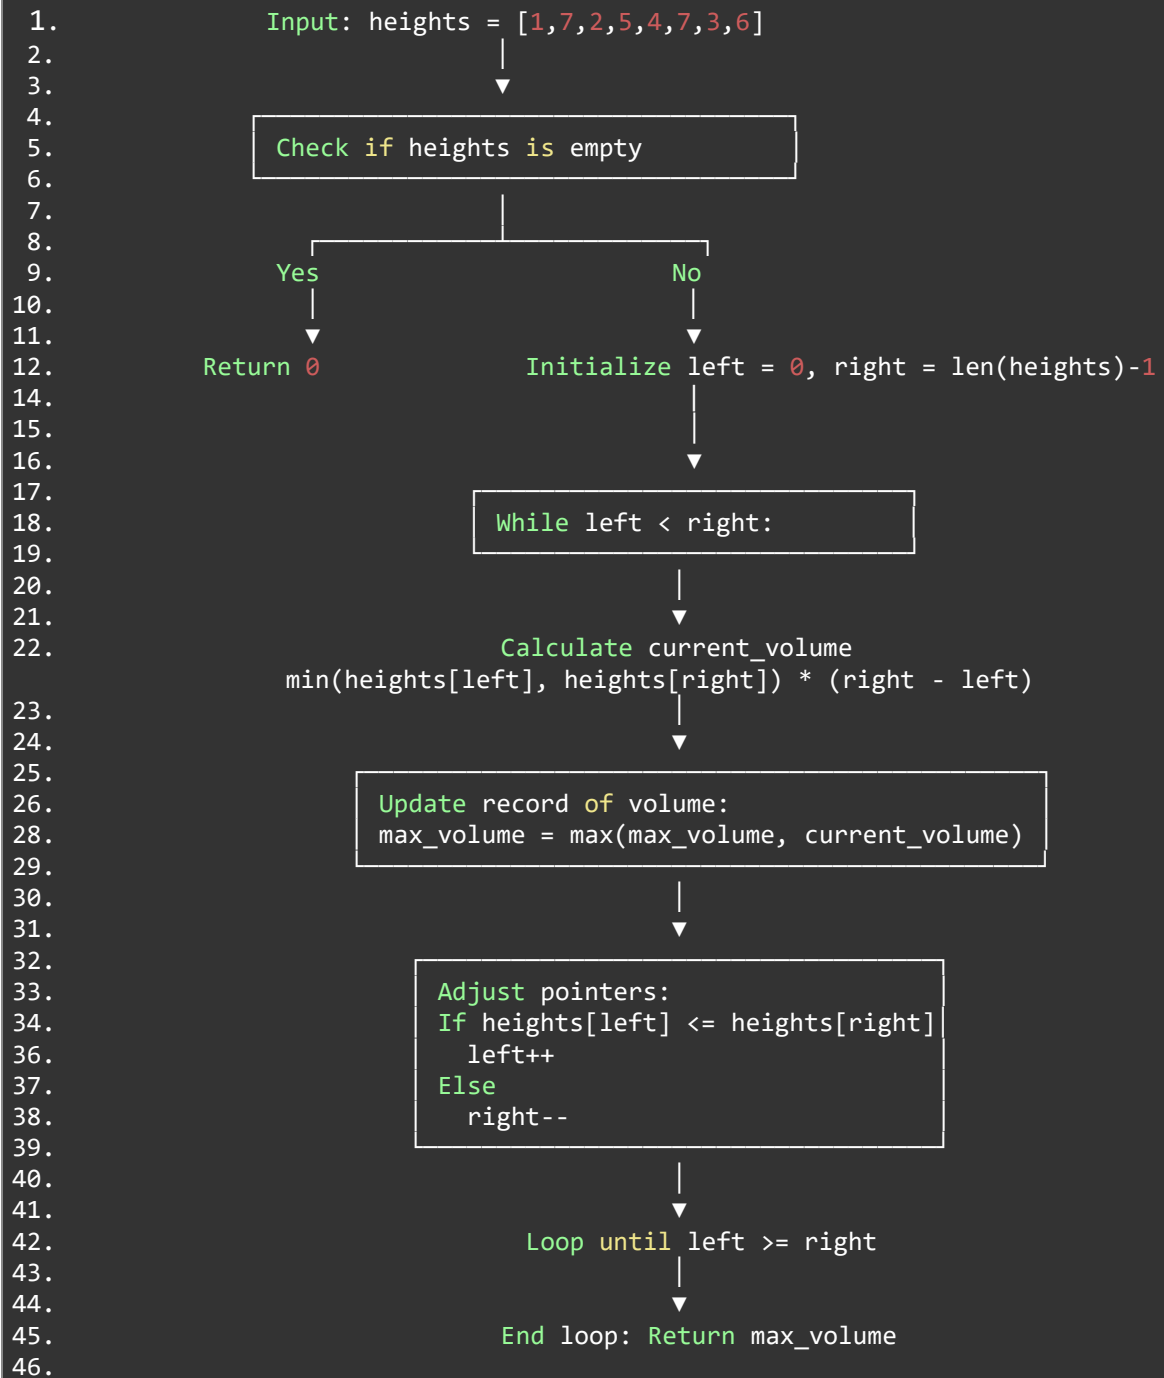 1. Input: heights = [1,7,2,5,4,7,3,6]
2. │
3. ▼
4.
5. Check if heights is empty
6.
7. │
8.
9. Yes No
10. │ │
11. ▼ ▼
12. Return 0 Initialize left = 0, right = len(heights)-1
14. │
15. │
16. ▼
17.
18. While left < right:
19.
20. │
21. ▼
22. Calculate current_volume
min(heights[left], heights[right]) * (right - left)
23. │
24. ▼
25.
26. Update record of volume:
28. max_volume = max(max_volume, current_volume)
29.
30. │
31. ▼
32.
33. Adjust pointers:
34. If heights[left] <= heights[right]
36. left++
37. Else
38. right--
39.
40. │
41. ▼
42. Loop until left >= right
43. │
44. ▼
45. End loop: Return max_volume
46.